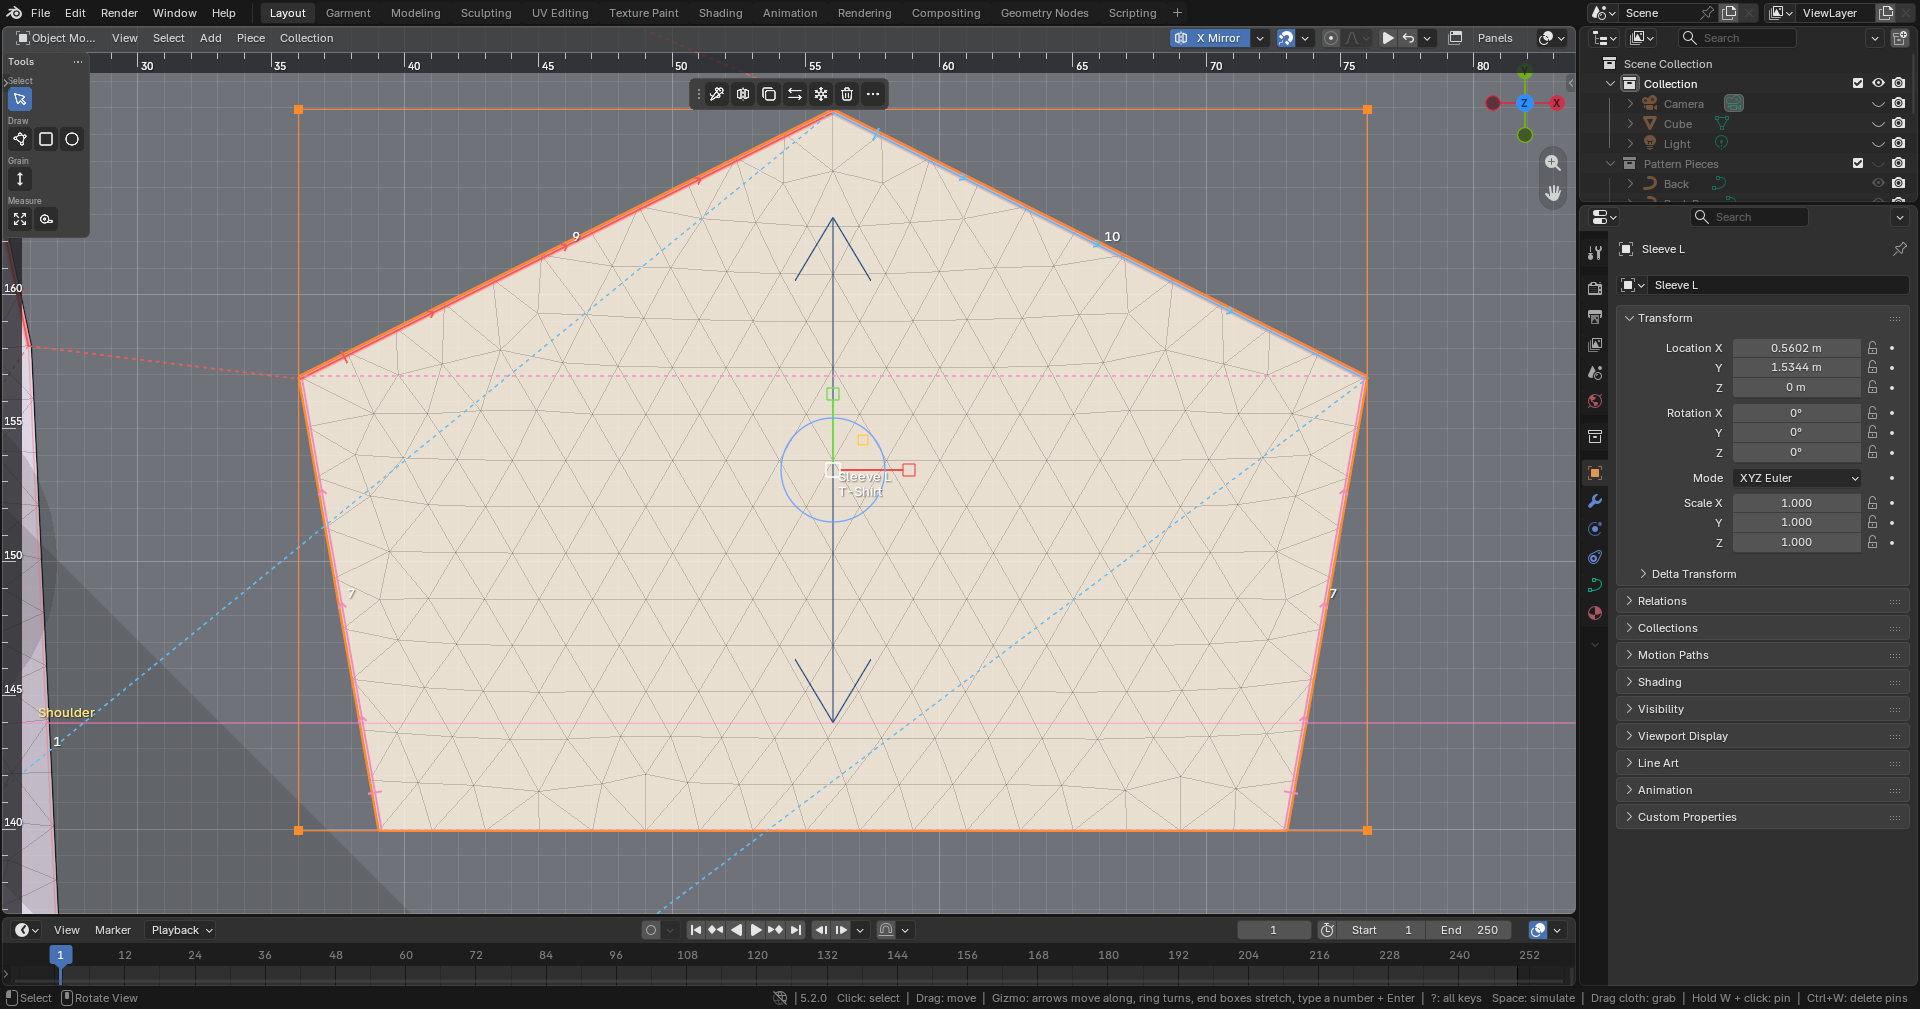 File Edit Render Window Help Layout Garment Modeling Sculpting UV Editing Texture Paint Shading Animation Rendering Compositing Geometry Nodes Scripting + Scene ViewLayer
Object Mo... View Select Add Piece Collection X Mirror Panels Search
Tools
30 35 40 45 50 55 60 65 70 75 80
Select
Draw
Grain
Measure
Z X
9 10
160
155
150
145
140
Sleeve L
T-Shirt
7 7
Shoulder
1
Scene Collection
Collection
Camera
Cube
Light
Pattern Pieces
Back
Search
Sleeve L
Sleeve L
Transform
Location X 0.5602 m
Y 1.5344 m
Z 0 m
Rotation X 0°
Y 0°
Z 0°
Mode XYZ Euler
Scale X 1.000
Y 1.000
Z 1.000
Delta Transform
Relations
Collections
Motion Paths
Shading
Visibility
Viewport Display
Line Art
Animation
Custom Properties
View Marker Playback 1 Start 1 End 250
1 12 24 36 48 60 72 84 96 108 120 132 144 156 168 180 192 204 216 228 240 252
Select Rotate View 5.2.0 Click: select | Drag: move | Gizmo: arrows move along, ring turns, end boxes stretch, type a number + Enter | ?: all keys Space: simulate | Drag cloth: grab | Hold W + click: pin | Ctrl+W: delete pins